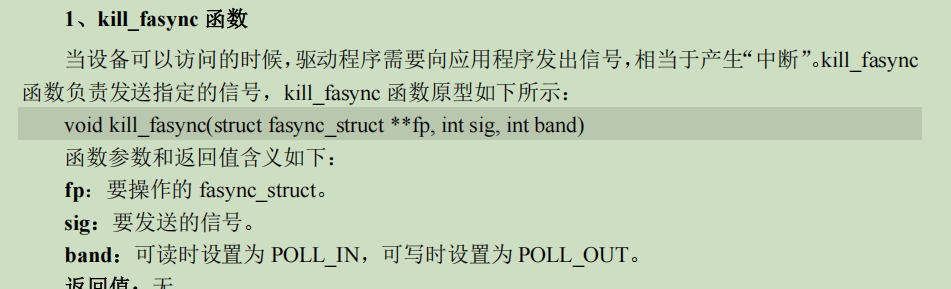 1、kill_fasync 函数
当设备可以访问的时候，驱动程序需要向应用程序发出信号，相当于产生“中断”。kill_fasync
函数负责发送指定的信号，kill_fasync 函数原型如下所示：
void kill_fasync(struct fasync_struct **fp, int sig, int band)
函数参数和返回值含义如下：
fp：要操作的 fasync_struct。
sig：要发送的信号。
band：可读时设置为 POLL_IN，可写时设置为 POLL_OUT。
返回值：无